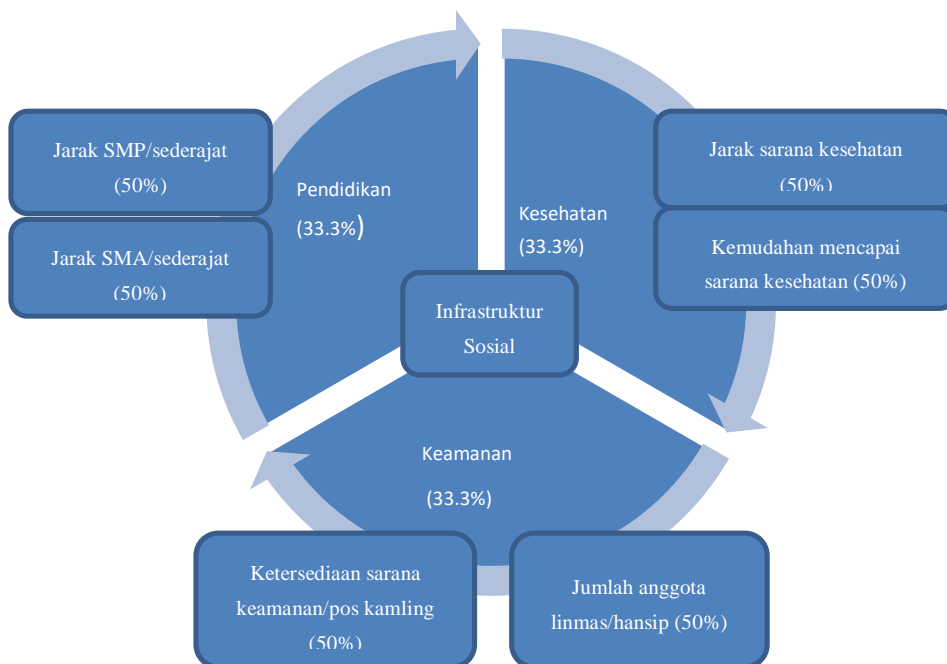 Jarak SMP/sederajat
(50%)
Jarak SMA/sederajat
(50%)
Pendidikan
(33.3%)
Kesehatan
(33.3%)
Jarak sarana kesehatan
(50%)
Kemudahan mencapai
sarana kesehatan (50%)
Infrastruktur
Sosial
Keamanan
(33.3%)
Ketersediaan sarana
keamanan/pos kamling
(50%)
Jumlah anggota
linmas/hansip (50%)